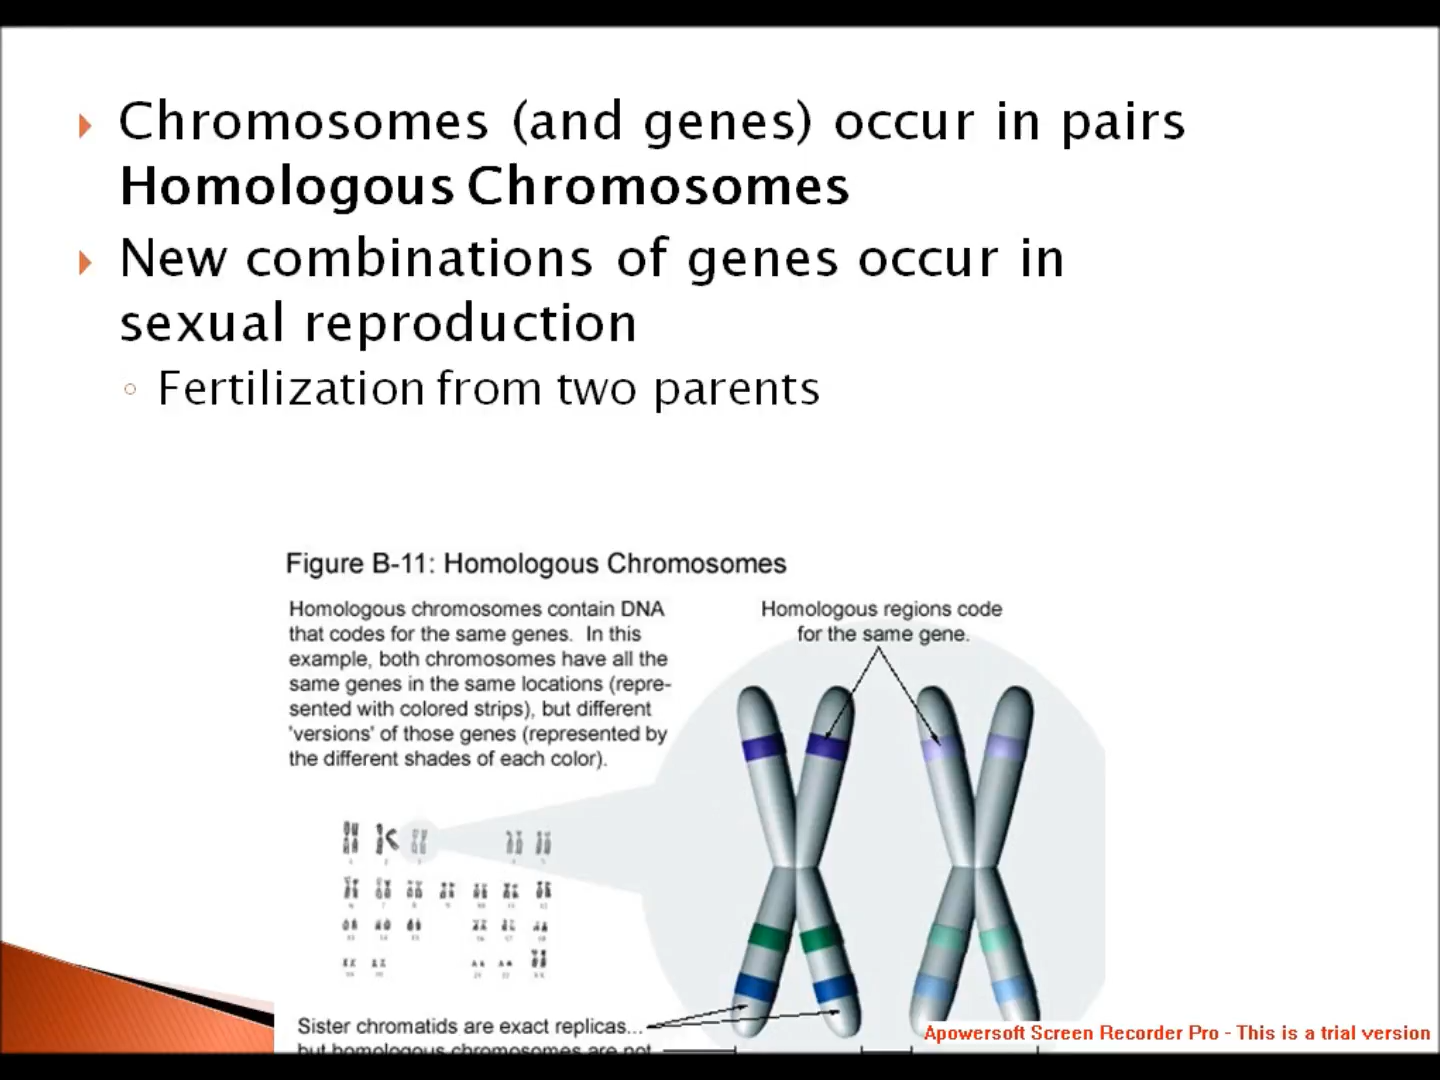 Chromosomes (and genes) occur in pairs
Homologous Chromosomes
New combinations of genes occur in
sexual reproduction
Fertilization from two parents
Figure B-11: Homologous Chromosomes
Homologous chromosomes contain DNA
that codes for the same genes. In this
example, both chromosomes have all the
same genes in the same locations (repre-
sented with colored strips), but different
'versions' of those genes (represented by
the different shades of each color).
Homologous regions code
for the same gene.
Sister chromatids are exact replicas...
but homologous chromosomes are not
Apowersoft Screen Recorder Pro - This is a trial version